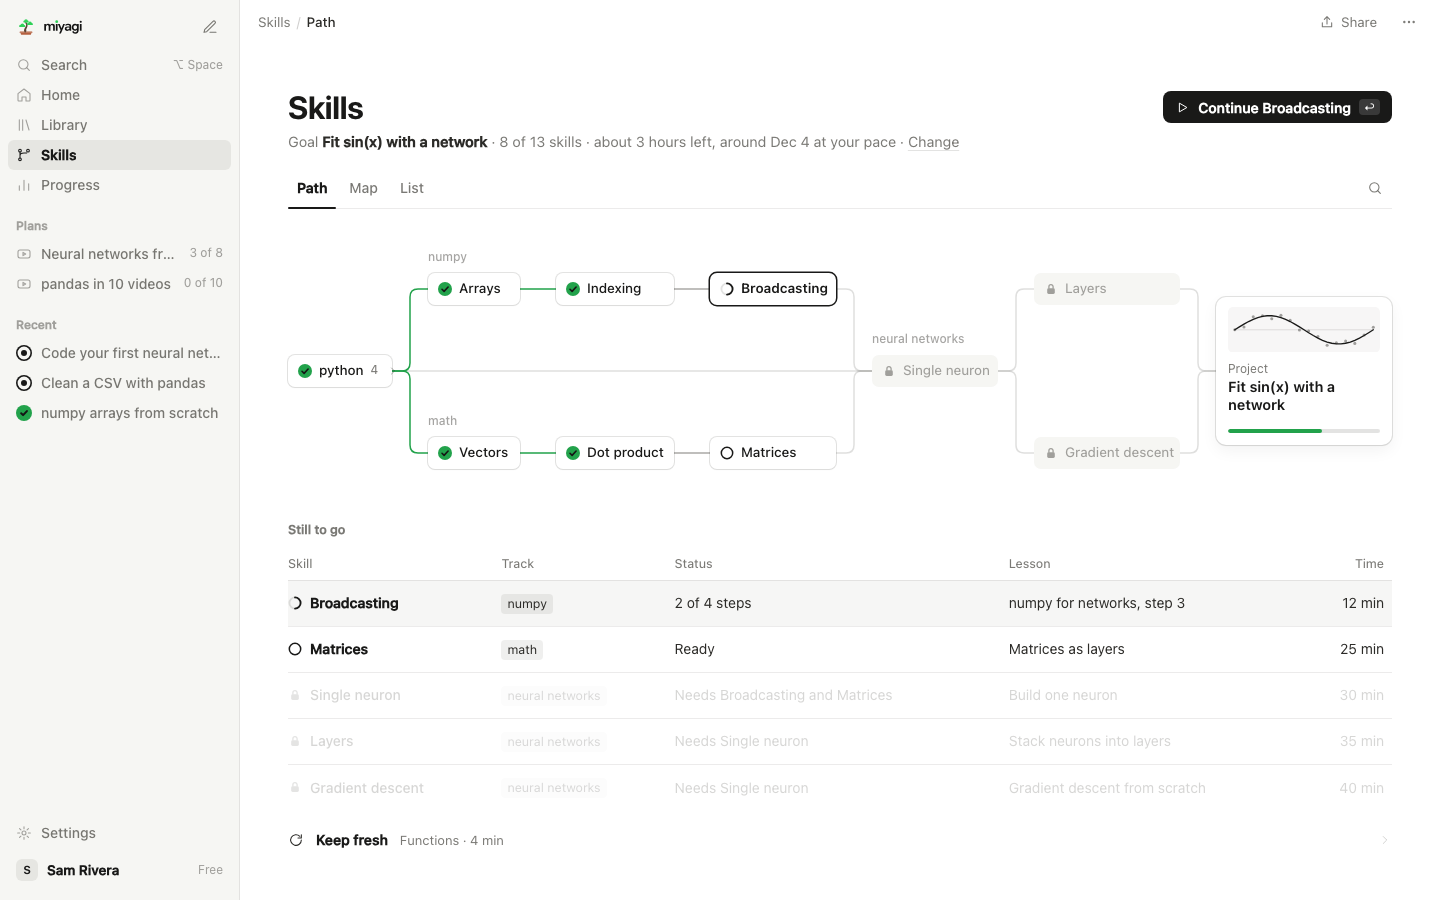 miyagi
Search ⌥ Space
Home
Library
Skills
Progress
Plans
Neural networks fr... 3 of 8
pandas in 10 videos 0 of 10
Recent
Code your first neural net...
Clean a CSV with pandas
numpy arrays from scratch
Settings
S Sam Rivera Free
Skills / Path
Share
Skills
Continue Broadcasting
Goal Fit sin(x) with a network · 8 of 13 skills · about 3 hours left, around Dec 4 at your pace · Change
Path Map List
numpy
Arrays Indexing Broadcasting
Layers
neural networks
python 4
Single neuron
math
Vectors Dot product Matrices
Gradient descent
Project
Fit sin(x) with a
network
Still to go
Skill Track Status Lesson Time
Broadcasting numpy 2 of 4 steps numpy for networks, step 3 12 min
Matrices math Ready Matrices as layers 25 min
Single neuron neural networks Needs Broadcasting and Matrices Build one neuron 30 min
Layers neural networks Needs Single neuron Stack neurons into layers 35 min
Gradient descent neural networks Needs Single neuron Gradient descent from scratch 40 min
Keep fresh Functions · 4 min